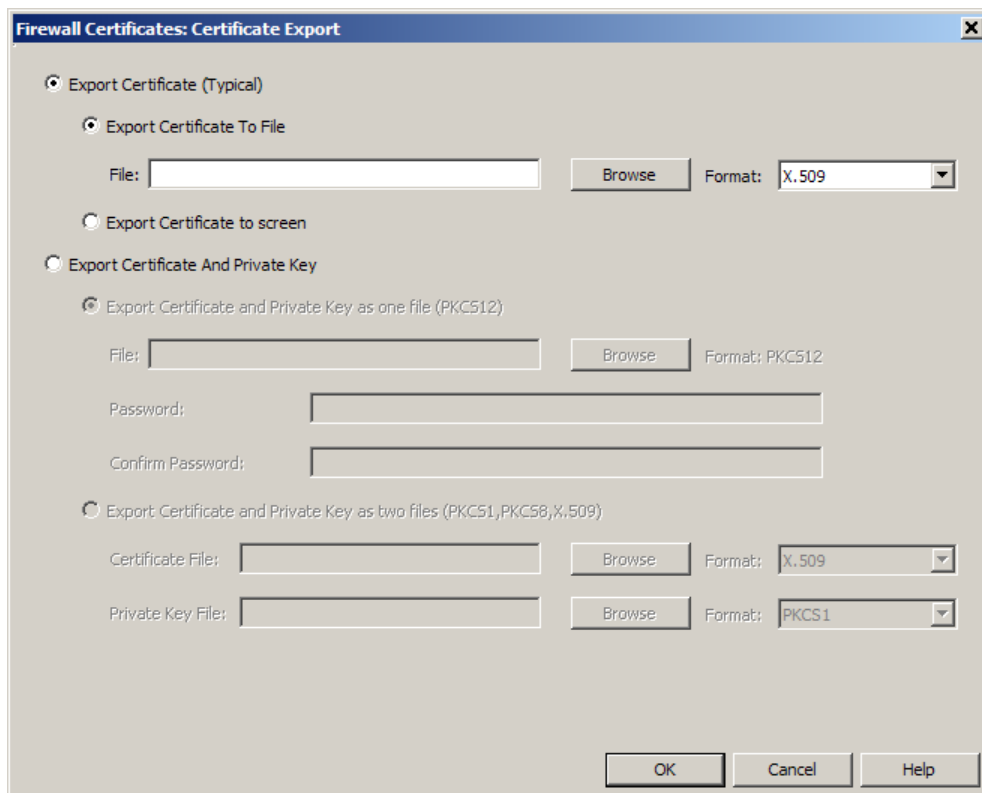 Firewall Certificates: Certificate Export
Export Certificate (Typical)
Export Certificate To File
File: Browse Format: X.509
Export Certificate to screen
Export Certificate And Private Key
Export Certificate and Private Key as one file (PKCS12)
File: Browse Format: PKCS12
Password:
Confirm Password:
Export Certificate and Private Key as two files (PKCS1,PKCS8,X.509)
Certificate File: Browse Format: X.509
Private Key File: Browse Format: PKCS1
OK Cancel Help